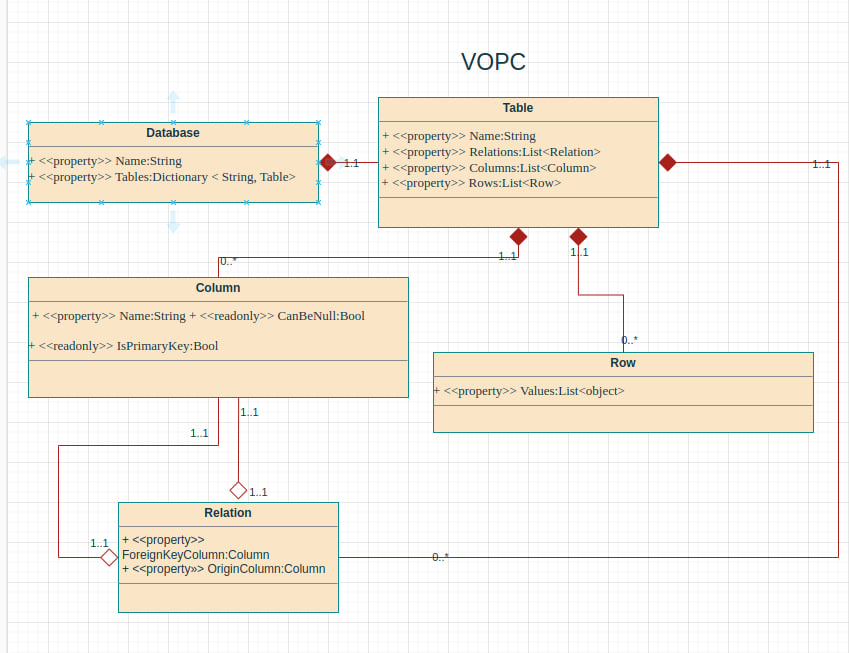 VOPC
Table
+ <<property>> Name:String
+ <<property>> Relations:List<Relation>
+ <<property>> Columns:List<Column>
+ <<property>> Rows:List<Row>
Database
+ <<property>> Name:String
+ <<property>> Tables:Dictionary < String, Table>
1.1
1..1
1..1
1..1
0..*
Column
+ <<property>> Name:String + <<readonly>> CanBeNull:Bool
+ <<readonly>> IsPrimaryKey:Bool
0..*
Row
+ <<property>> Values:List<object>
1..1
1..1
1..1
1..1
Relation
+ <<property>>
ForeignKeyColumn:Column
+ <<property»> OriginColumn:Column
0..*